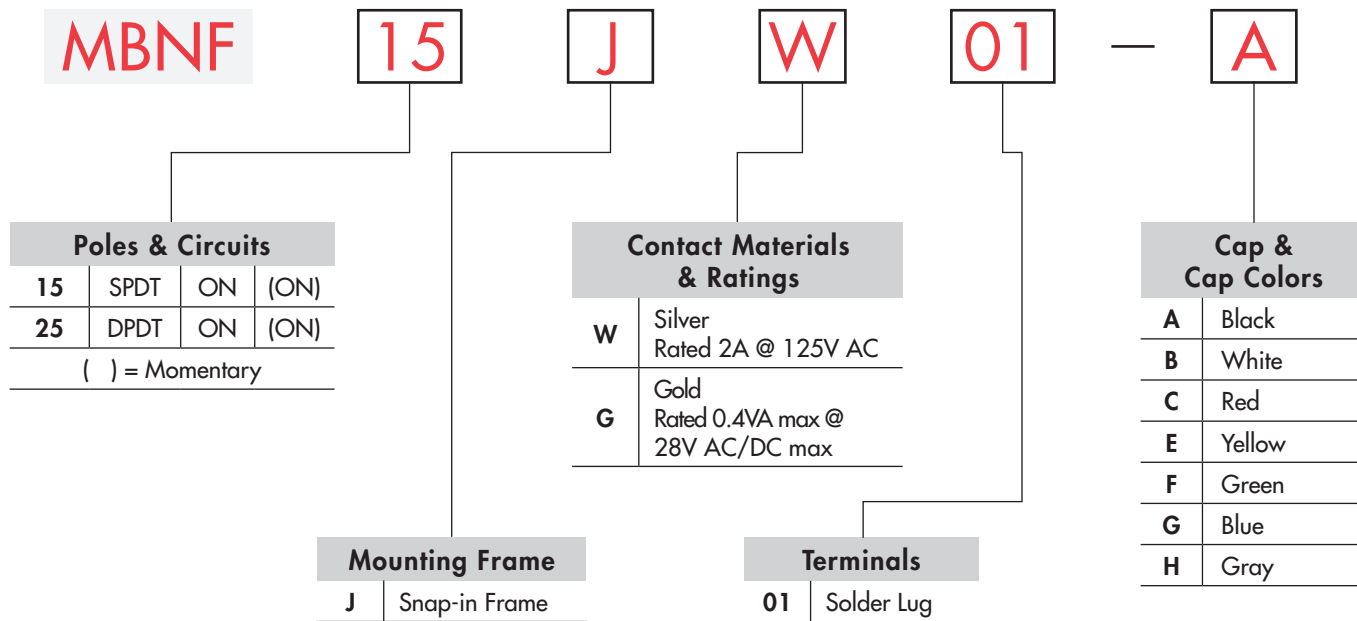 MBNF 15 J W 01 — A
Poles & Circuits
15 SPDT ON (ON)
25 DPDT ON (ON)
( ) = Momentary
Contact Materials
& Ratings
W Silver
Rated 2A @ 125V AC
G Gold
Rated 0.4VA max @
28V AC/DC max
Cap &
Cap Colors
A Black
B White
C Red
E Yellow
F Green
G Blue
H Gray
Mounting Frame
J Snap-in Frame
Terminals
01 Solder Lug